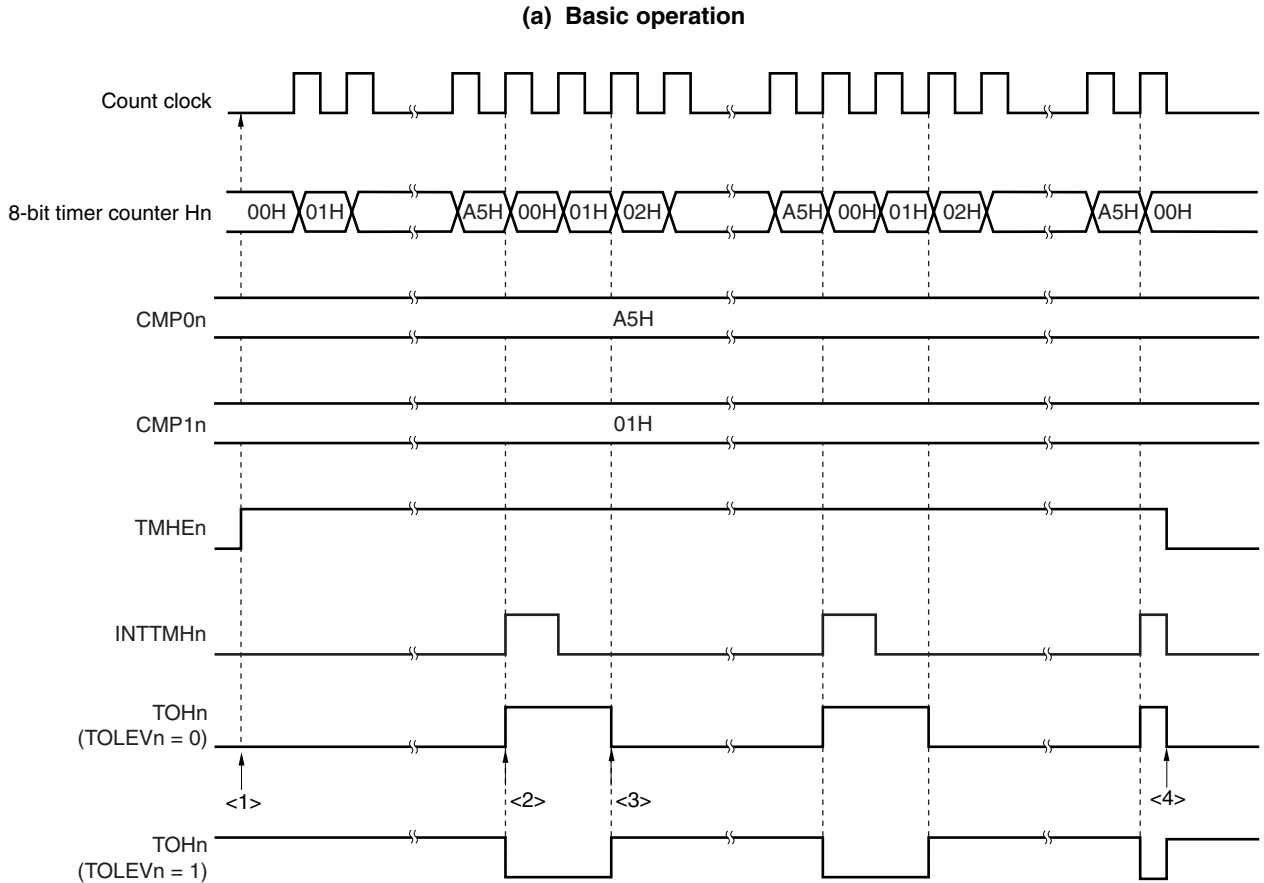 (a) Basic operation
Count clock
8-bit timer counter Hn 00H 01H A5H 00H 01H 02H A5H 00H 01H 02H A5H 00H
CMP0n A5H
CMP1n 01H
TMHEn
INTTMHn
TOHn
(TOLEVn = 0)
<1> <2> <3> <4>
TOHn
(TOLEVn = 1)